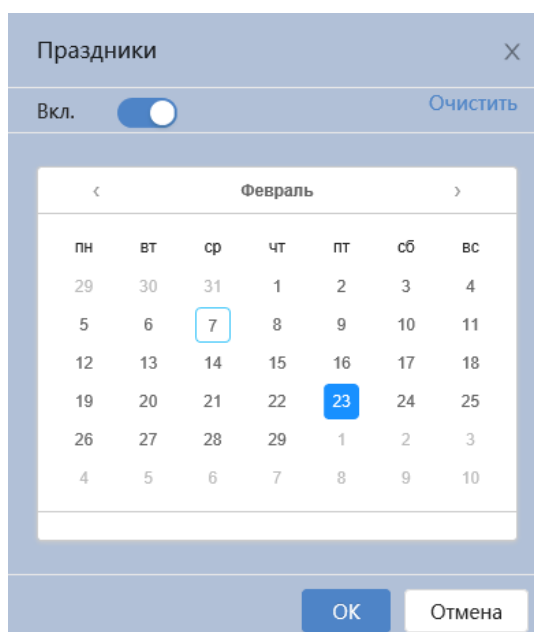 Праздники X
Вкл. Очистить
‹ Февраль ›
пн вт ср чт пт сб вс
29 30 31 1 2 3 4
5 6 7 8 9 10 11
12 13 14 15 16 17 18
19 20 21 22 23 24 25
26 27 28 29 1 2 3
4 5 6 7 8 9 10
OK Отмена